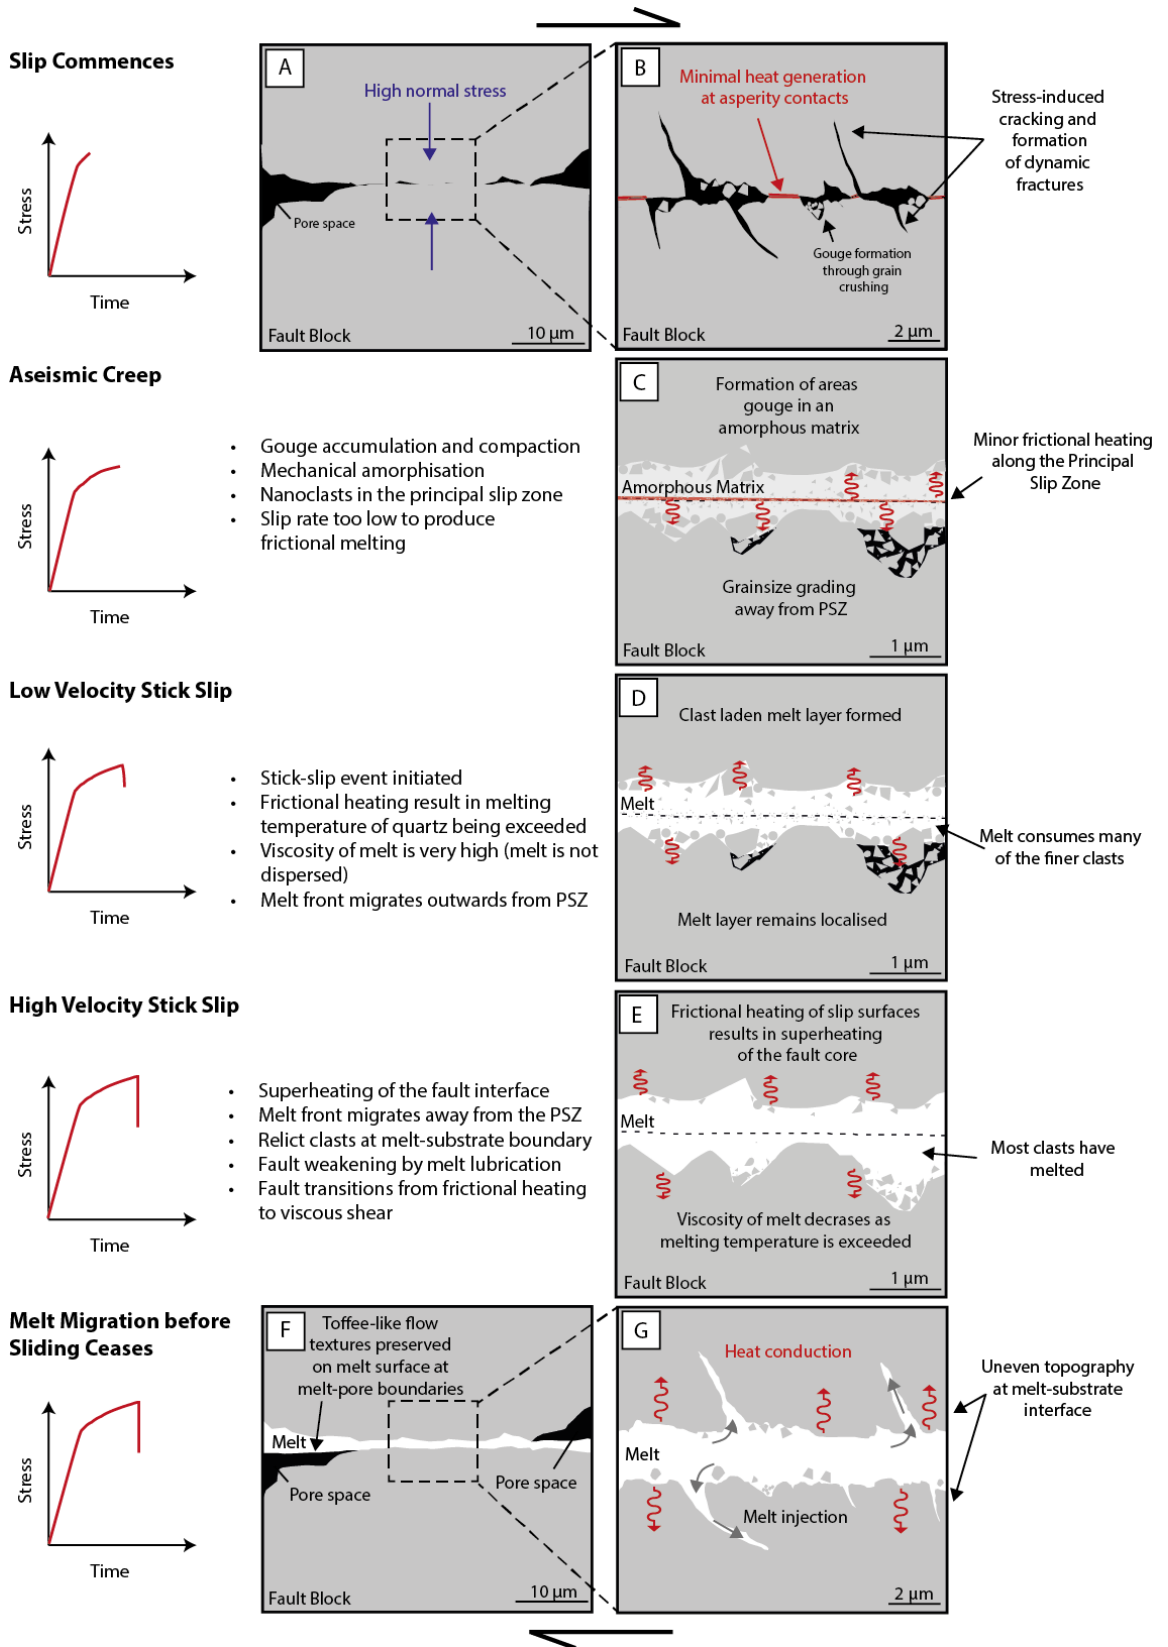 Slip Commences
Stress
Time
A
High normal stress
Pore space
Fault Block
10 µm
B
Minimal heat generation
at asperity contacts
Gouge formation
through grain
crushing
2 µm
Fault Block
Stress-induced
cracking and
formation
of dynamic
fractures
Aseismic Creep
Stress
Time
• Gouge accumulation and compaction
• Mechanical amorphisation
• Nanoclasts in the principal slip zone
• Slip rate too low to produce
frictional melting
C
Formation of areas
gouge in an
amorphous matrix
Amorphous Matrix
Grainsize grading
away from PSZ
Fault Block
1 µm
Minor frictional heating
along the Principal
Slip Zone
Low Velocity Stick Slip
Stress
Time
• Stick-slip event initiated
• Frictional heating result in melting
temperature of quartz being exceeded
• Viscosity of melt is very high (melt is not
dispersed)
• Melt front migrates outwards from PSZ
D
Clast laden melt layer formed
Melt
Melt layer remains localised
Fault Block
1 µm
Melt consumes many
of the finer clasts
High Velocity Stick Slip
Stress
Time
• Superheating of the fault interface
• Melt front migrates away from the PSZ
• Relict clasts at melt-substrate boundary
• Fault weakening by melt lubrication
• Fault transitions from frictional heating
to viscous shear
E
Frictional heating of slip surfaces
results in superheating
of the fault core
Melt
Viscosity of melt decrases as
melting temperature is exceeded
Fault Block
1 µm
Most clasts have
melted
Melt Migration before
Sliding Ceases
Stress
Time
F
Toffee-like flow
textures preserved
on melt surface at
melt-pore boundaries
Melt
Pore space
Pore space
Fault Block
10 µm
G
Heat conduction
Melt
Melt injection
Fault Block
2 µm
Uneven topography
at melt-substrate
interface